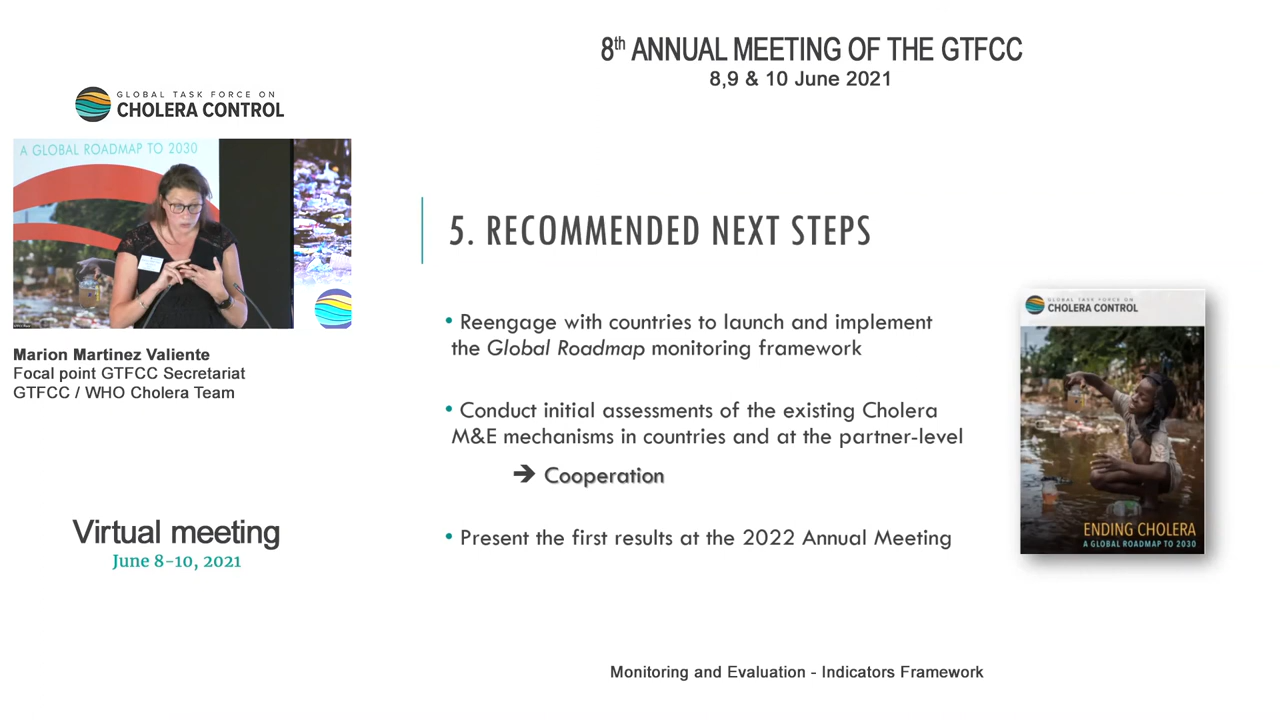 8th ANNUAL MEETING OF THE GTFCC
8,9 & 10 June 2021
GLOBAL TASK FORCE ON
CHOLERA CONTROL
A GLOBAL ROADMAP TO 2030
Marion Martinez Valiente
Focal point GTFCC Secretariat
GTFCC / WHO Cholera Team
Virtual meeting
June 8-10, 2021
5. RECOMMENDED NEXT STEPS
• Reengage with countries to launch and implement
the Global Roadmap monitoring framework
• Conduct initial assessments of the existing Cholera
M&E mechanisms in countries and at the partner-level
➔ Cooperation
• Present the first results at the 2022 Annual Meeting
GLOBAL TASK FORCE ON
CHOLERA CONTROL
ENDING CHOLERA
A GLOBAL ROADMAP TO 2030
Monitoring and Evaluation - Indicators Framework